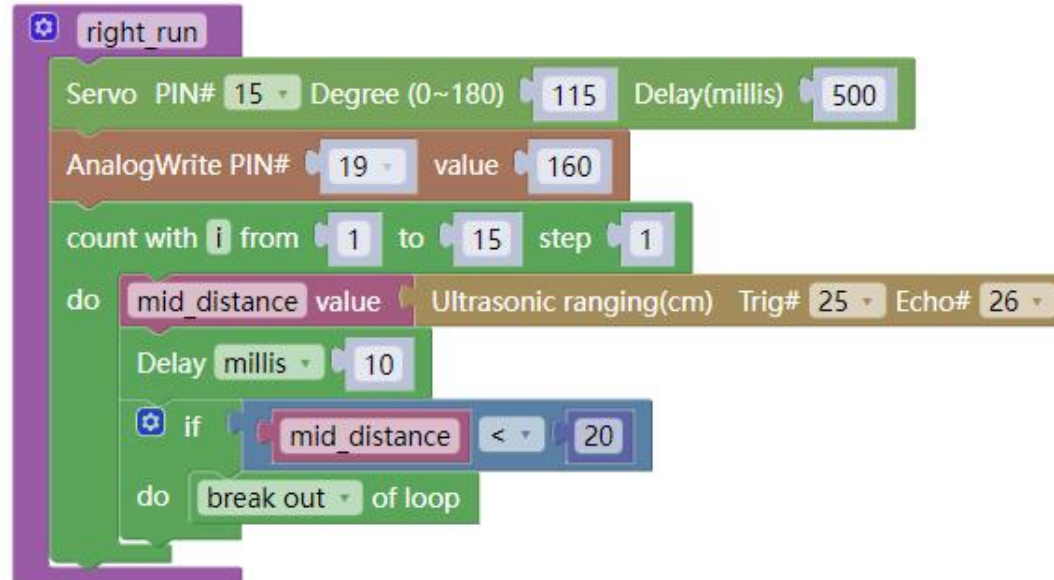 right_run
Servo PIN# 15 Degree (0~180) 115 Delay(millis) 500
AnalogWrite PIN# 19 value 160
count with i from 1 to 15 step 1
do mid_distance value Ultrasonic ranging(cm) Trig# 25 Echo# 26
Delay millis 10
if mid_distance < 20
do break out of loop